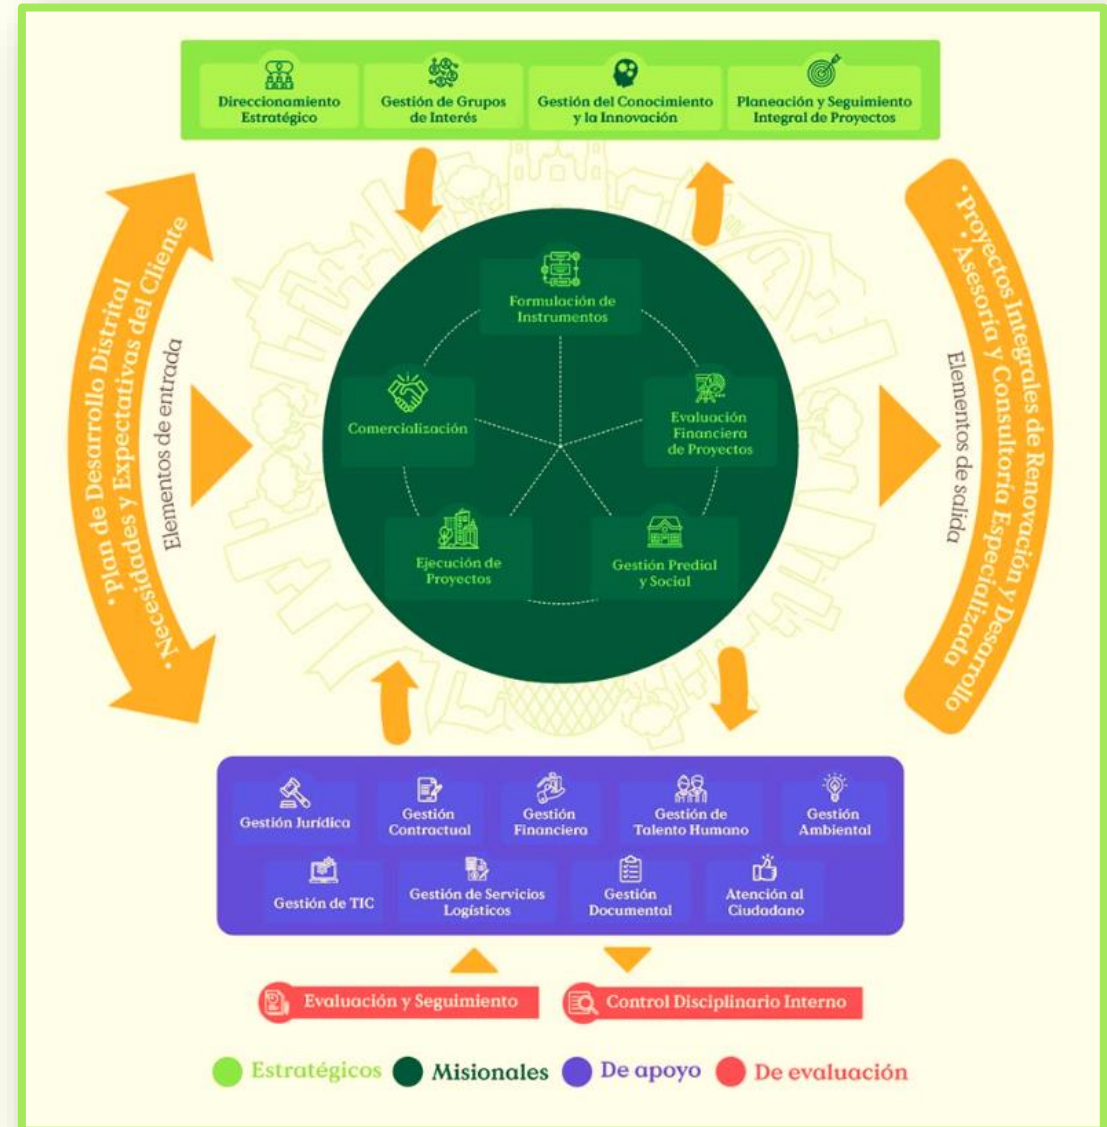 Direccionamiento
Estratégico
Gestión de Grupos
de Interés
Gestión del Conocimiento
y la Innovación
Planeación y Seguimiento
Integral de Proyectos
• Plan de Desarrollo Distrital
• Necesidades y Expectativas del Cliente
Elementos de entrada
Formulación de
Instrumentos
Comercialización
Evaluación
Financiera
de Proyectos
Ejecución de
Proyectos
Gestión Predial
y Social
Elementos de salida
• Proyectos Integrales de Renovación y Desarrollo
• Asesoría y Consultoría Especializada
Gestión Jurídica
Gestión
Contractual
Gestión
Financiera
Gestión de
Talento Humano
Gestión
Ambiental
Gestión de TIC
Gestión de Servicios
Logísticos
Gestión
Documental
Atención al
Ciudadano
Evaluación y Seguimiento
Control Disciplinario Interno
Estratégicos
Misionales
De apoyo
De evaluación